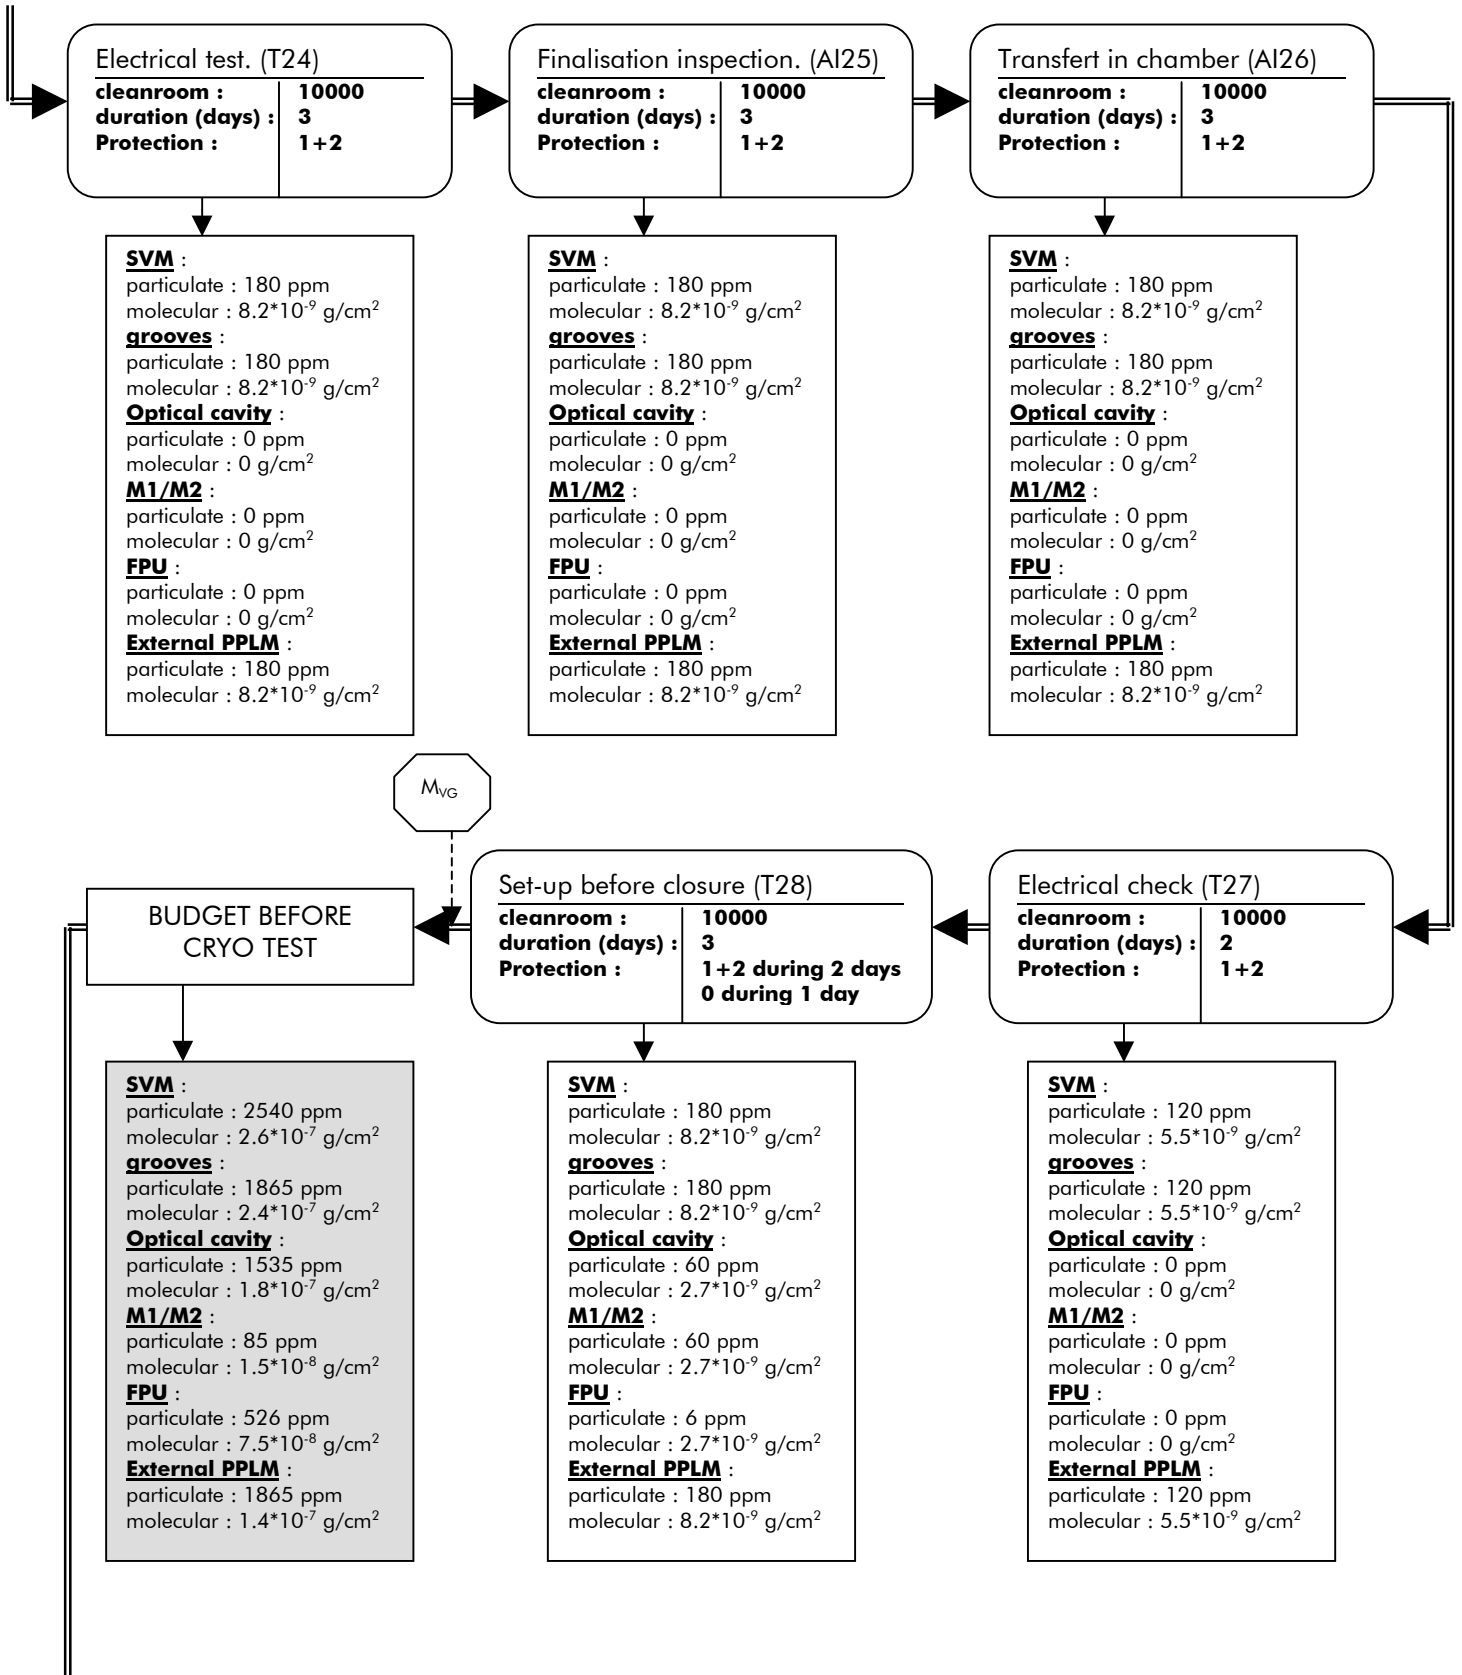 Electrical test. (T24)
cleanroom : 10000
duration (days) : 3
Protection : 1+2
Finalisation inspection. (AI25)
cleanroom : 10000
duration (days) : 3
Protection : 1+2
Transfert in chamber (AI26)
cleanroom : 10000
duration (days) : 3
Protection : 1+2
SVM :
particulate : 180 ppm
molecular : 8.2*10⁻⁹ g/cm²
grooves :
particulate : 180 ppm
molecular : 8.2*10⁻⁹ g/cm²
Optical cavity :
particulate : 0 ppm
molecular : 0 g/cm²
M1/M2 :
particulate : 0 ppm
molecular : 0 g/cm²
FPU :
particulate : 0 ppm
molecular : 0 g/cm²
External PPLM :
particulate : 180 ppm
molecular : 8.2*10⁻⁹ g/cm²
SVM :
particulate : 180 ppm
molecular : 8.2*10⁻⁹ g/cm²
grooves :
particulate : 180 ppm
molecular : 8.2*10⁻⁹ g/cm²
Optical cavity :
particulate : 0 ppm
molecular : 0 g/cm²
M1/M2 :
particulate : 0 ppm
molecular : 0 g/cm²
FPU :
particulate : 0 ppm
molecular : 0 g/cm²
External PPLM :
particulate : 180 ppm
molecular : 8.2*10⁻⁹ g/cm²
SVM :
particulate : 180 ppm
molecular : 8.2*10⁻⁹ g/cm²
grooves :
particulate : 180 ppm
molecular : 8.2*10⁻⁹ g/cm²
Optical cavity :
particulate : 0 ppm
molecular : 0 g/cm²
M1/M2 :
particulate : 0 ppm
molecular : 0 g/cm²
FPU :
particulate : 0 ppm
molecular : 0 g/cm²
External PPLM :
particulate : 180 ppm
molecular : 8.2*10⁻⁹ g/cm²
MVG
Electrical check (T27)
cleanroom : 10000
duration (days) : 2
Protection : 1+2
Set-up before closure (T28)
cleanroom : 10000
duration (days) : 3
Protection : 1+2 during 2 days
0 during 1 day
BUDGET BEFORE
CRYO TEST
SVM :
particulate : 2540 ppm
molecular : 2.6*10⁻⁷ g/cm²
grooves :
particulate : 1865 ppm
molecular : 2.4*10⁻⁷ g/cm²
Optical cavity :
particulate : 1535 ppm
molecular : 1.8*10⁻⁷ g/cm²
M1/M2 :
particulate : 85 ppm
molecular : 1.5*10⁻⁸ g/cm²
FPU :
particulate : 526 ppm
molecular : 7.5*10⁻⁸ g/cm²
External PPLM :
particulate : 1865 ppm
molecular : 1.4*10⁻⁷ g/cm²
SVM :
particulate : 180 ppm
molecular : 8.2*10⁻⁹ g/cm²
grooves :
particulate : 180 ppm
molecular : 8.2*10⁻⁹ g/cm²
Optical cavity :
particulate : 60 ppm
molecular : 2.7*10⁻⁹ g/cm²
M1/M2 :
particulate : 60 ppm
molecular : 2.7*10⁻⁹ g/cm²
FPU :
particulate : 6 ppm
molecular : 2.7*10⁻⁹ g/cm²
External PPLM :
particulate : 180 ppm
molecular : 8.2*10⁻⁹ g/cm²
SVM :
particulate : 120 ppm
molecular : 5.5*10⁻⁹ g/cm²
grooves :
particulate : 120 ppm
molecular : 5.5*10⁻⁹ g/cm²
Optical cavity :
particulate : 0 ppm
molecular : 0 g/cm²
M1/M2 :
particulate : 0 ppm
molecular : 0 g/cm²
FPU :
particulate : 0 ppm
molecular : 0 g/cm²
External PPLM :
particulate : 120 ppm
molecular : 5.5*10⁻⁹ g/cm²